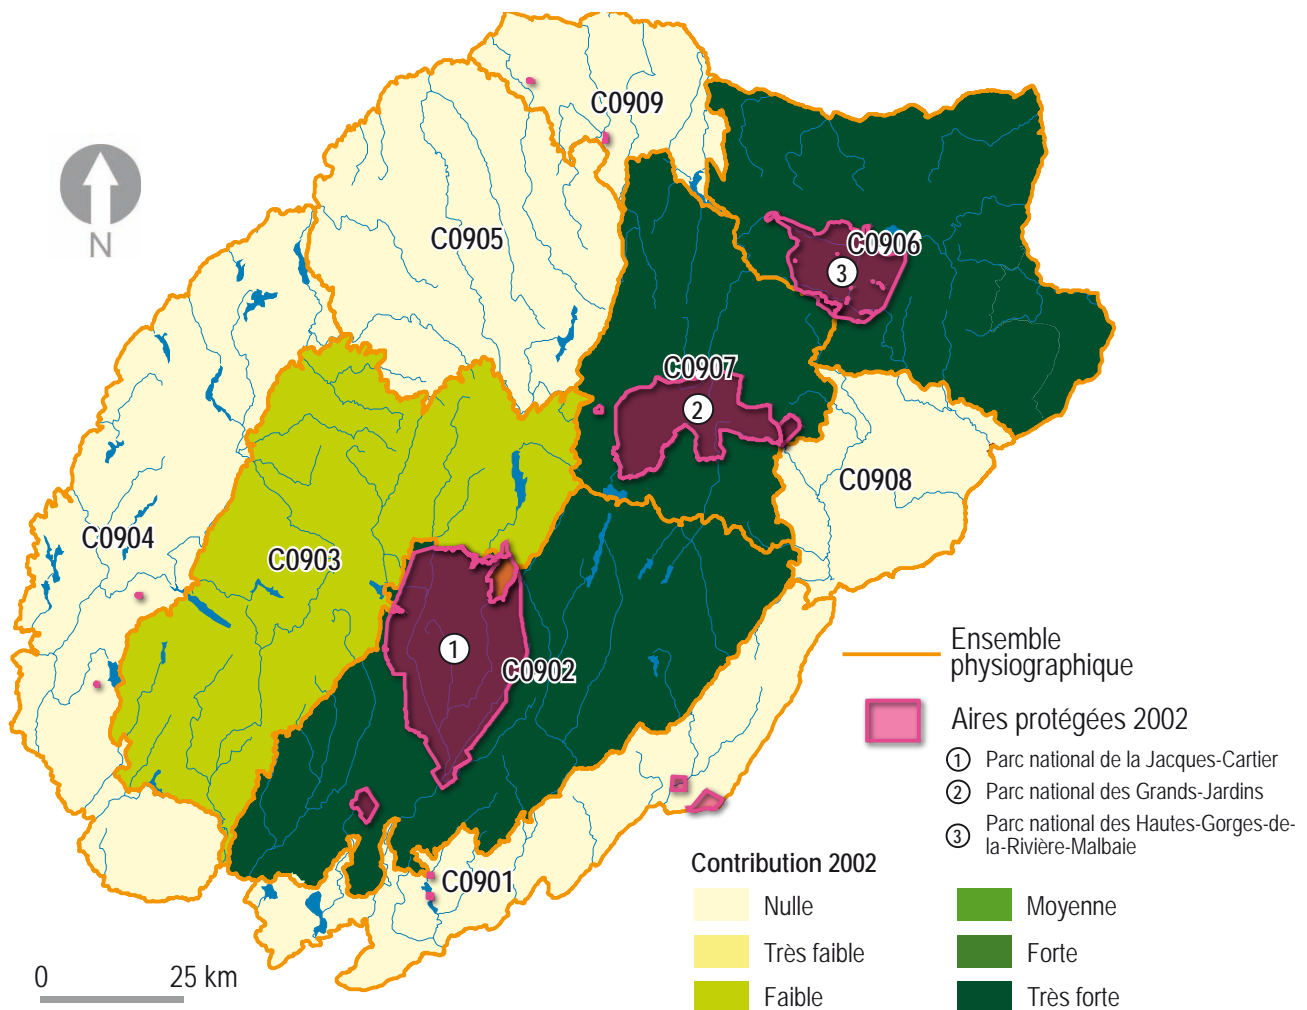 C0909
N
C0905
C0906
3
C0907
2
C0908
C0904
C0903
1
C0902
C0901
Ensemble
physiographique
Aires protégées 2002
1 Parc national de la Jacques-Cartier
2 Parc national des Grands-Jardins
3 Parc national des Hautes-Gorges-de-
la-Rivière-Malbaie
Contribution 2002
Nulle
Très faible
Faible
Moyenne
Forte
Très forte
0 25 km